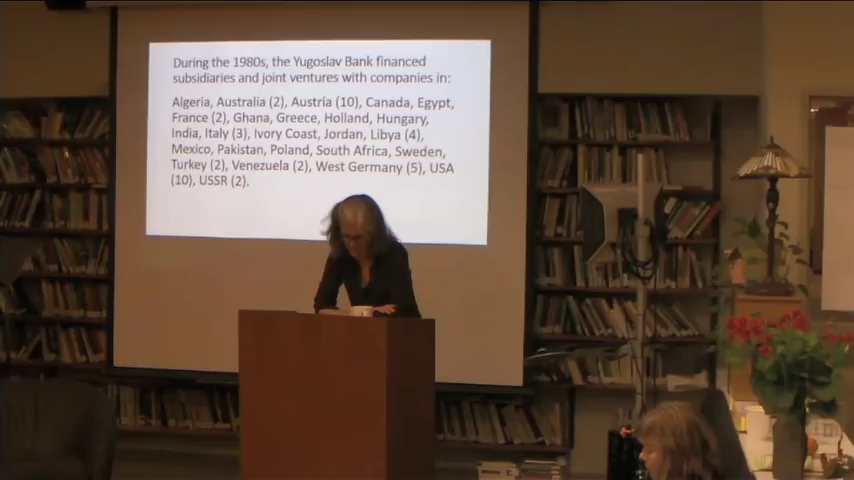 During the 1980s, the Yugoslav Bank financed
subsidiaries and joint ventures with companies in:
Algeria, Australia (2), Austria (10), Canada, Egypt,
France (2), Ghana, Greece, Holland, Hungary,
India, Italy (3), Ivory Coast, Jordan, Libya (4),
Mexico, Pakistan, Poland, South Africa, Sweden,
Turkey (2), Venezuela (2), West Germany (5), USA
(10), USSR (2).